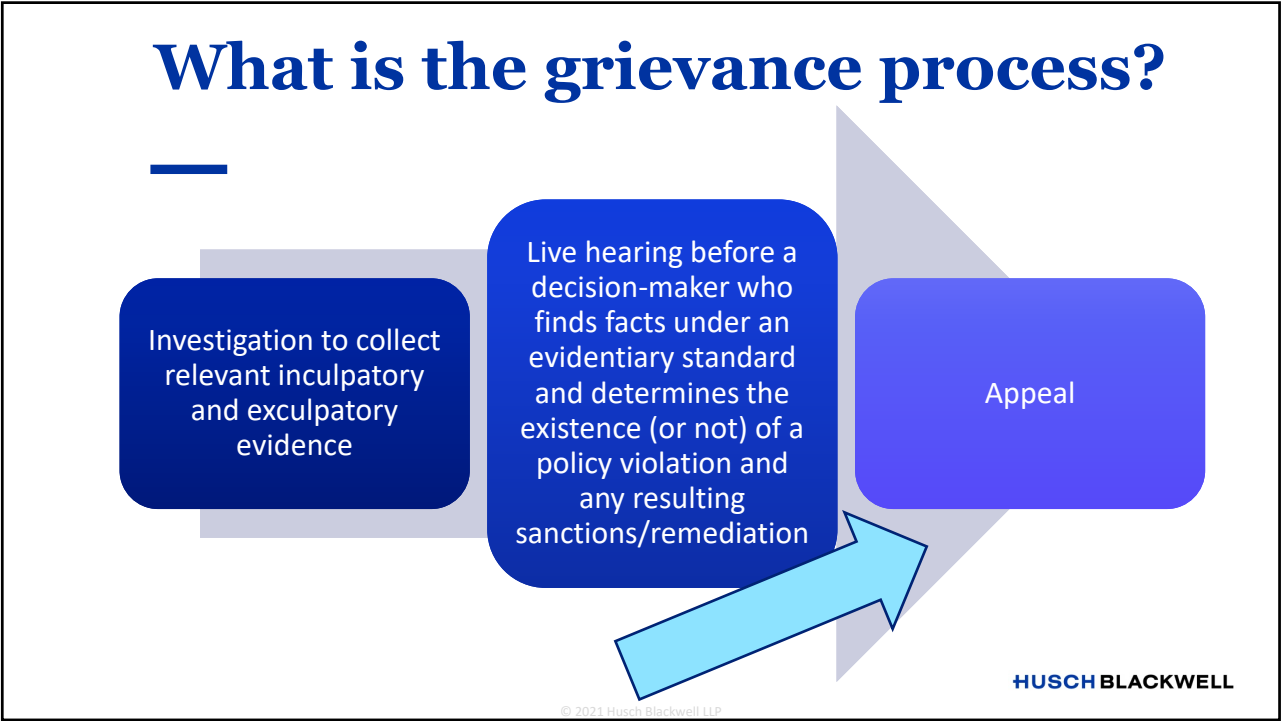 What is the grievance process?
Investigation to collect
relevant inculpatory
and exculpatory
evidence
Live hearing before a
decision-maker who
finds facts under an
evidentiary standard
and determines the
existence (or not) of a
policy violation and
any resulting
sanctions/remediation
Appeal
HUSCH BLACKWELL
© 2021 Husch Blackwell LLP